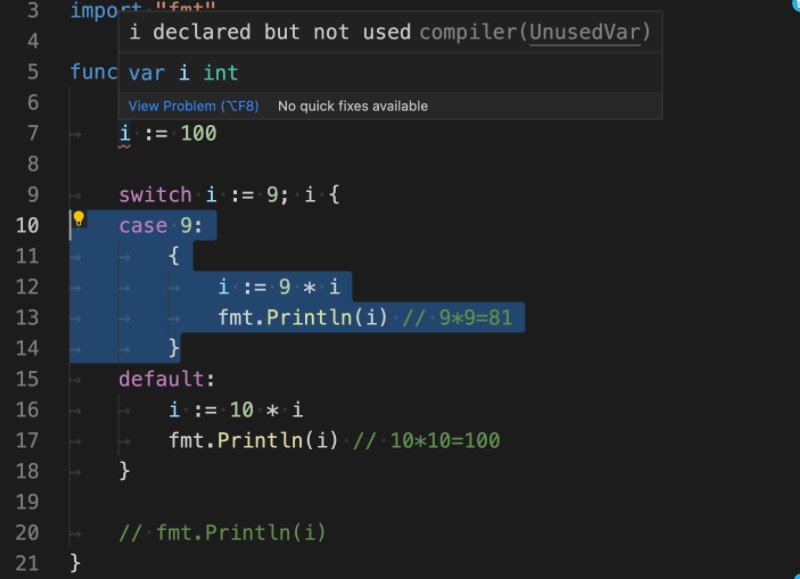 3 import "fmt"
i declared but not used compiler(UnusedVar)
4
5 func var i int
6 View Problem (⌥F8) No quick fixes available
7 i := 100
8
9 switch i := 9; i {
10 case 9:
11 {
12 i := 9 * i
13 fmt.Println(i) // 9*9=81
14 }
15 default:
16 i := 10 * i
17 fmt.Println(i) // 10*10=100
18 }
19
20 // fmt.Println(i)
21 }